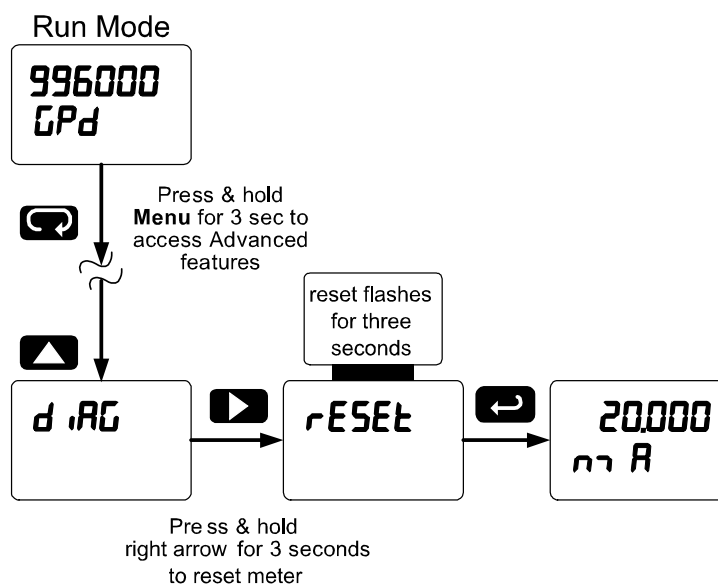 Run Mode
996000
GPd
Press & hold
Menu for 3 sec to
access Advanced
features
reset flashes
for three
seconds
diAG
rESEt
20.000
mA
Press & hold
right arrow for 3 seconds
to reset meter